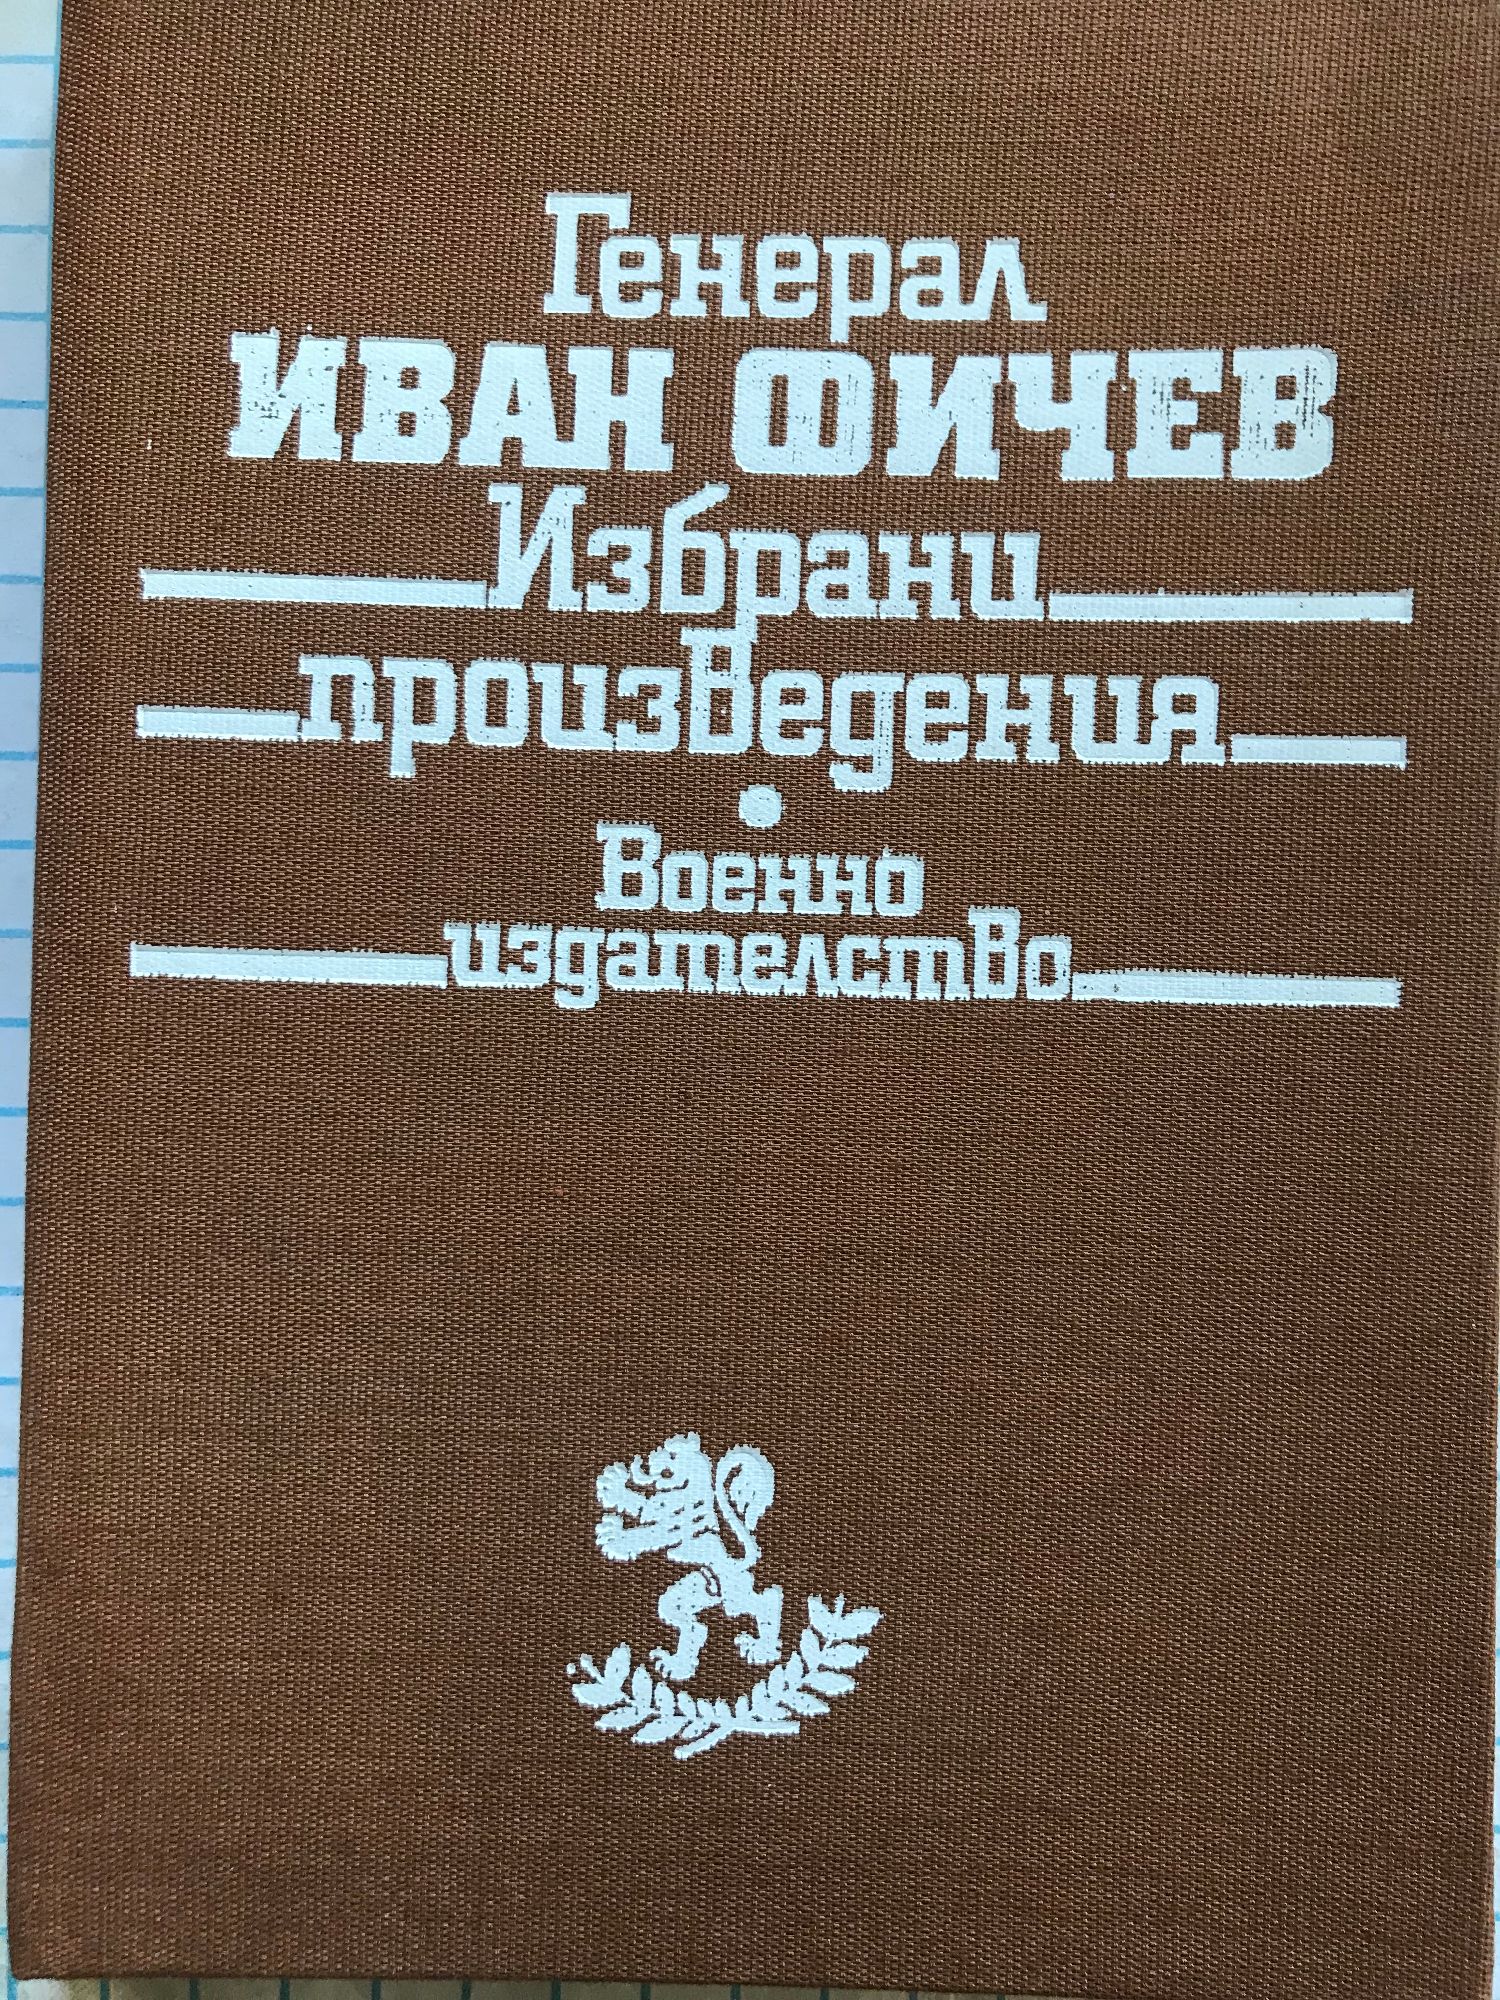 Генерал
ИВАН ФИЧЕВ
Избрани
произведения
Военно
издателство